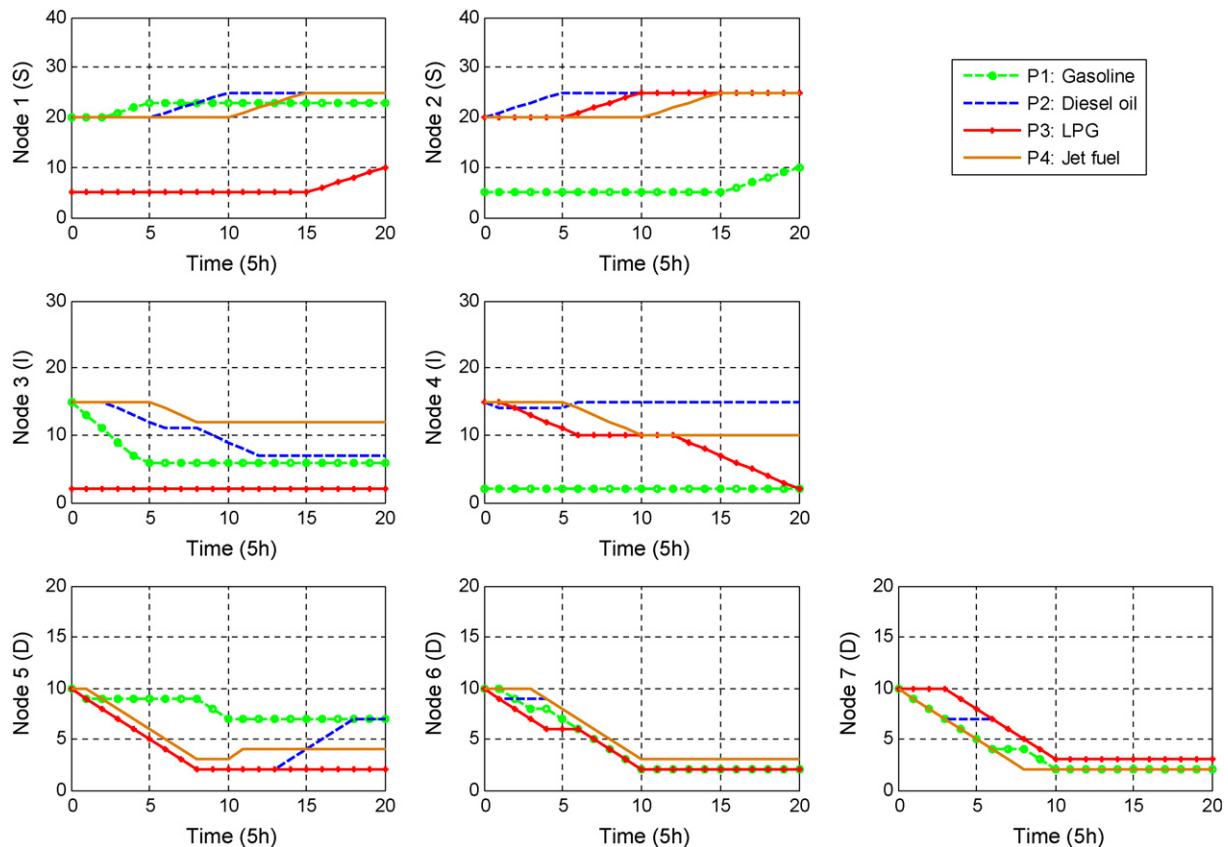 40
30
20
10
0
Node 1 (S)
0 5 10 15 20
Time (5h)
40
30
20
10
0
Node 2 (S)
0 5 10 15 20
Time (5h)
P1: Gasoline
P2: Diesel oil
P3: LPG
P4: Jet fuel
30
20
10
0
Node 3 (I)
0 5 10 15 20
Time (5h)
30
20
10
0
Node 4 (I)
0 5 10 15 20
Time (5h)
20
15
10
5
0
Node 5 (D)
0 5 10 15 20
Time (5h)
20
15
10
5
0
Node 6 (D)
0 5 10 15 20
Time (5h)
20
15
10
5
0
Node 7 (D)
0 5 10 15 20
Time (5h)